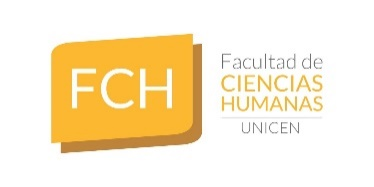 FCH
Facultad de
CIENCIAS
HUMANAS
UNICEN